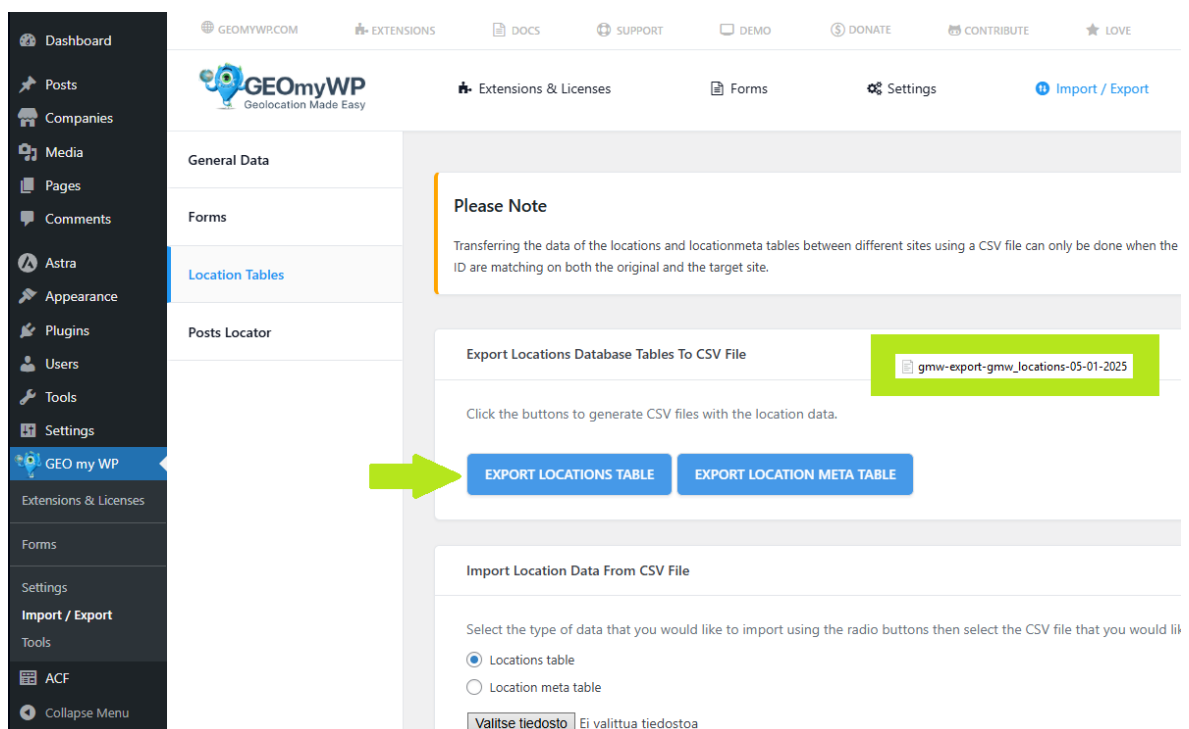 Dashboard
Posts
Companies
Media
Pages
Comments
Astra
Appearance
Plugins
Users
Tools
Settings
GEO my WP
Extensions & Licenses
Forms
Settings
Import / Export
Tools
ACF
Collapse Menu
GEOMYWP.COM
EXTENSIONS
DOCS
SUPPORT
DEMO
DONATE
CONTRIBUTE
LOVE
GEOmyWP
Geolocation Made Easy
Extensions & Licenses
Forms
Settings
Import / Export
General Data
Forms
Location Tables
Posts Locator
Please Note
Transferring the data of the locations and locationmeta tables between different sites using a CSV file can only be done when the
ID are matching on both the original and the target site.
Export Locations Database Tables To CSV File
gmw-export-gmw_locations-05-01-2025
Click the buttons to generate CSV files with the location data.
EXPORT LOCATIONS TABLE
EXPORT LOCATION META TABLE
Import Location Data From CSV File
Select the type of data that you would like to import using the radio buttons then select the CSV file that you would
Locations table
Location meta table
Valitse tiedosto Ei valittua tiedostoa